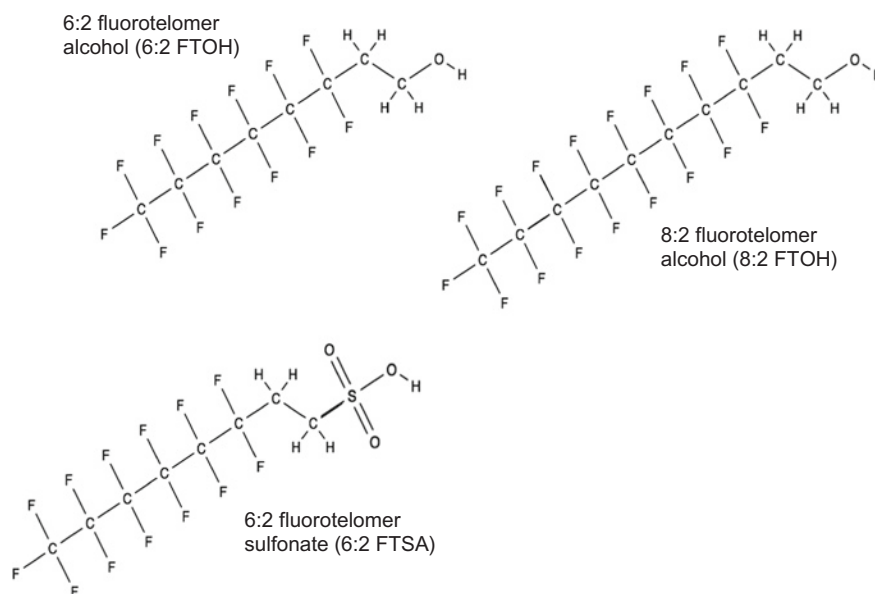 6:2 fluorotelomer
alcohol (6:2 FTOH)
8:2 fluorotelomer
alcohol (8:2 FTOH)
6:2 fluorotelomer
sulfonate (6:2 FTSA)